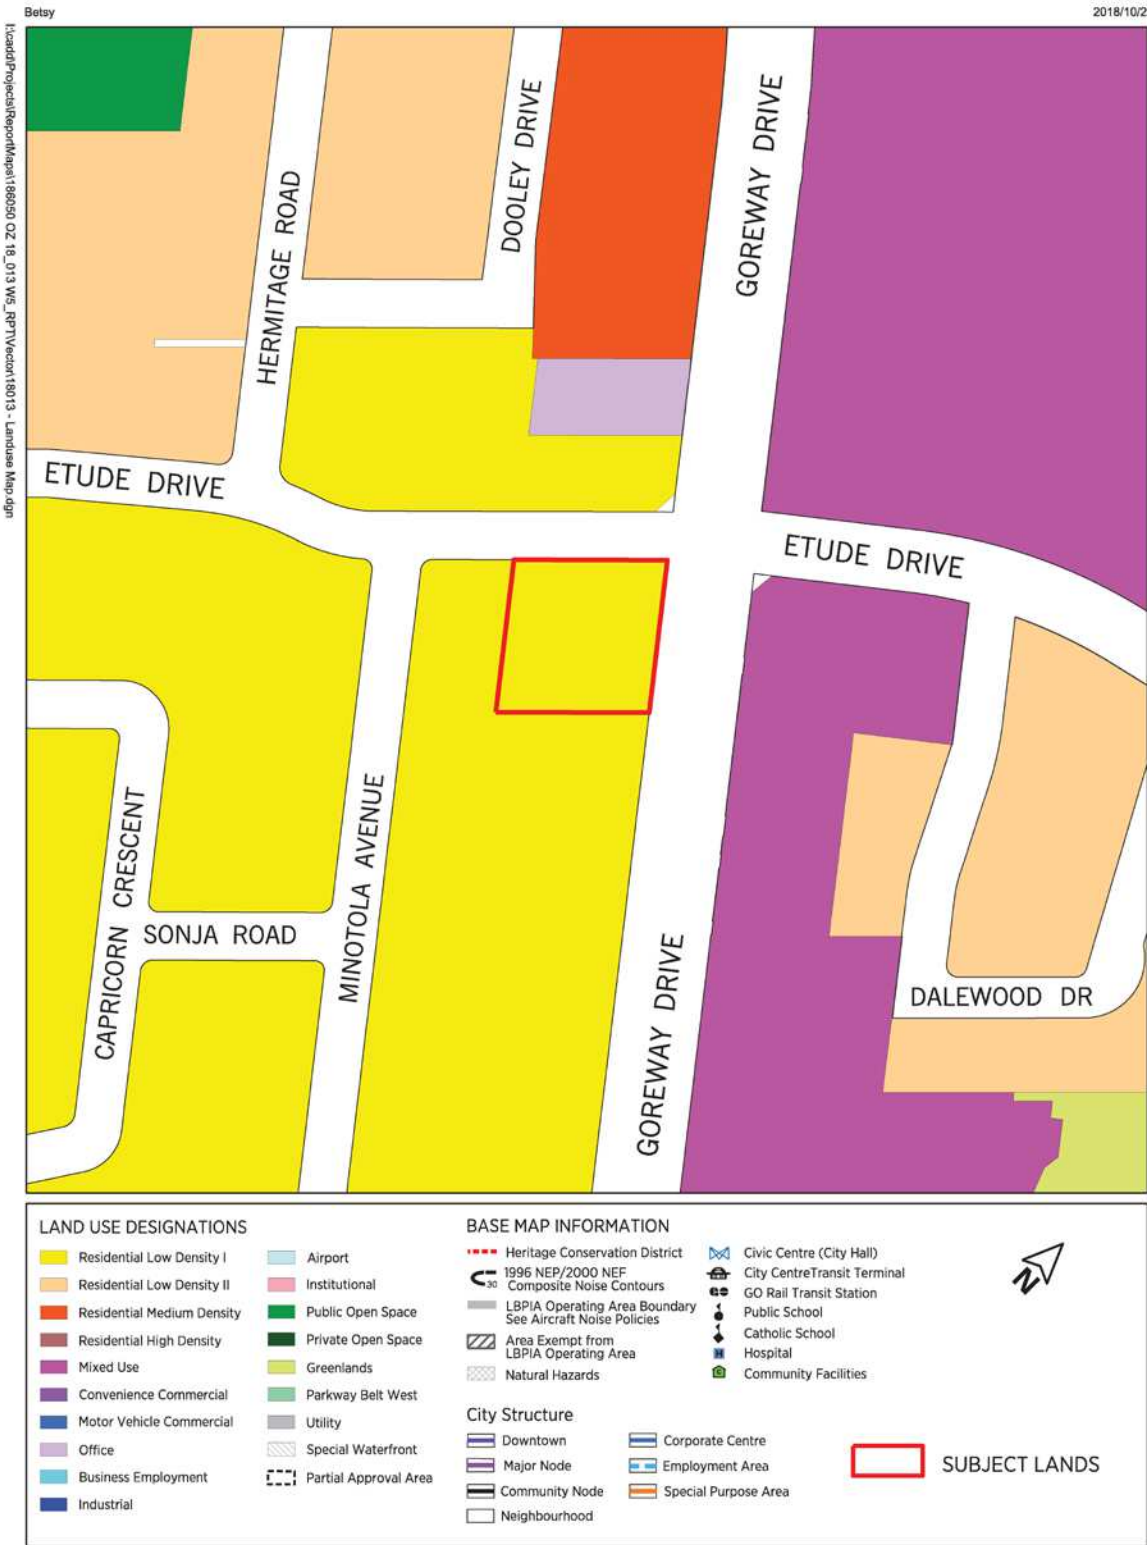 Betsy
2018/10/2
I:\cadd\Projects\ReportMaps\186050 OZ 18_013 W5_RPT\Vector\18013 - Landuse Map.dgn
DOOLEY DRIVE
GOREWAY DRIVE
HERMITAGE ROAD
ETUDE DRIVE
ETUDE DRIVE
CAPRICORN CRESCENT
SONJA ROAD
MINOTOLA AVENUE
GOREWAY DRIVE
DALEWOOD DR
LAND USE DESIGNATIONS
Residential Low Density I
Residential Low Density II
Residential Medium Density
Residential High Density
Mixed Use
Convenience Commercial
Motor Vehicle Commercial
Office
Business Employment
Industrial
Airport
Institutional
Public Open Space
Private Open Space
Greenlands
Parkway Belt West
Utility
Special Waterfront
Partial Approval Area
BASE MAP INFORMATION
Heritage Conservation District
30
1996 NEP/2000 NEF
Composite Noise Contours
LBPIA Operating Area Boundary
See Aircraft Noise Policies
Area Exempt from
LBPIA Operating Area
Natural Hazards
Civic Centre (City Hall)
City CentreTransit Terminal
GO Rail Transit Station
Public School
Catholic School
H Hospital
Community Facilities
City Structure
Downtown
Major Node
Community Node
Neighbourhood
Corporate Centre
Employment Area
Special Purpose Area
N
SUBJECT LANDS